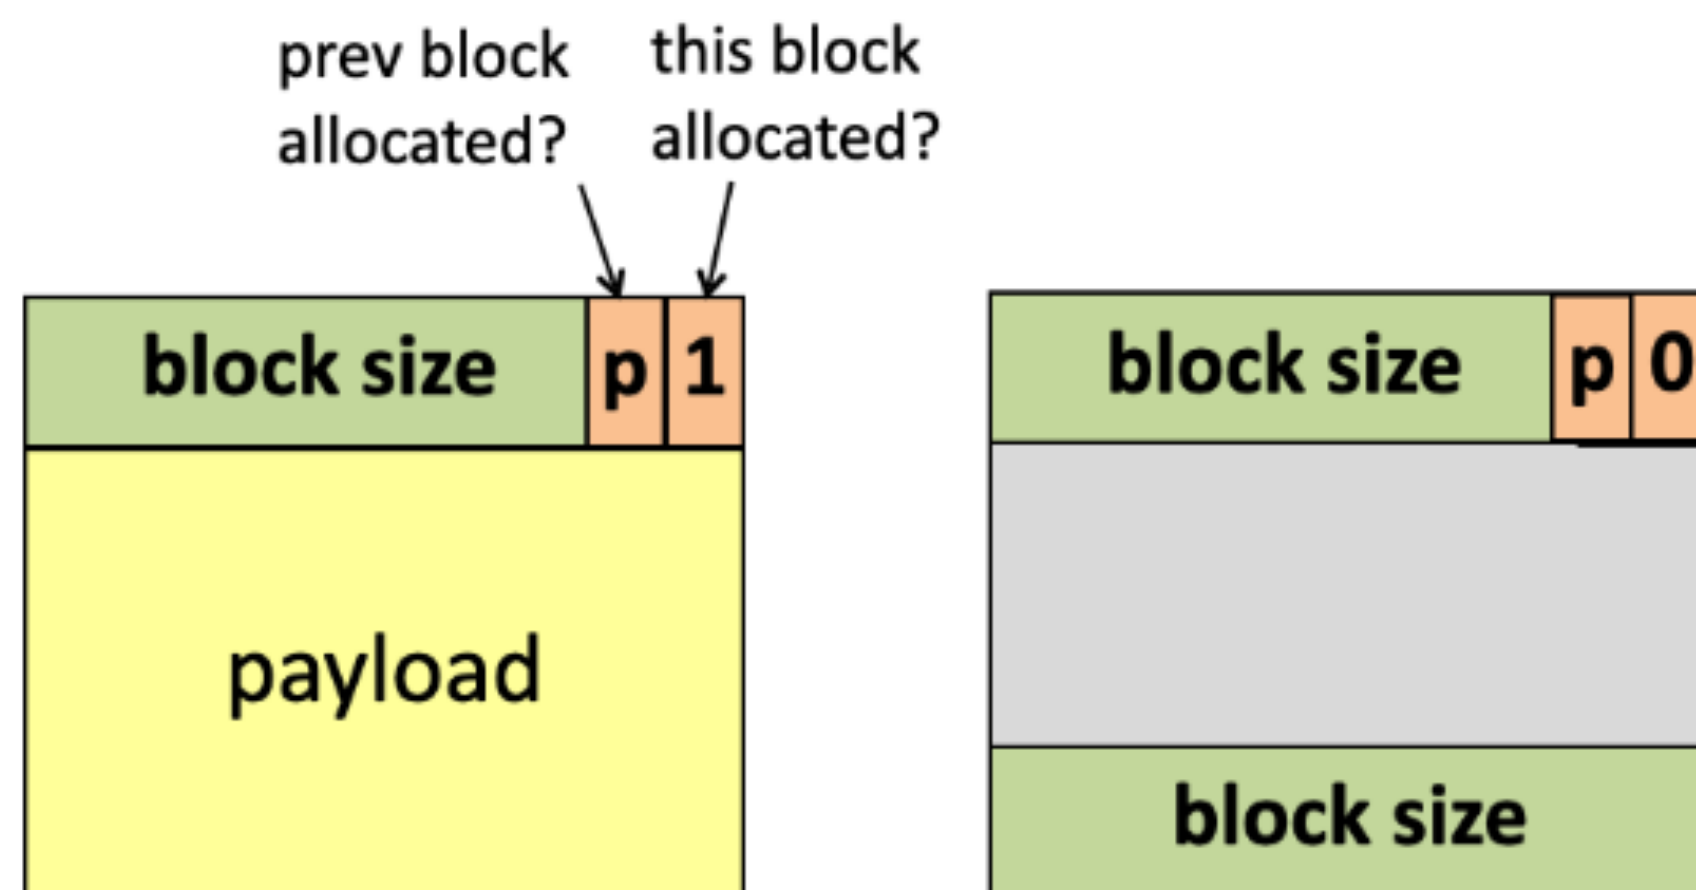 prev block
allocated?
this block
allocated?
block size p 1
payload
block size p 0
block size